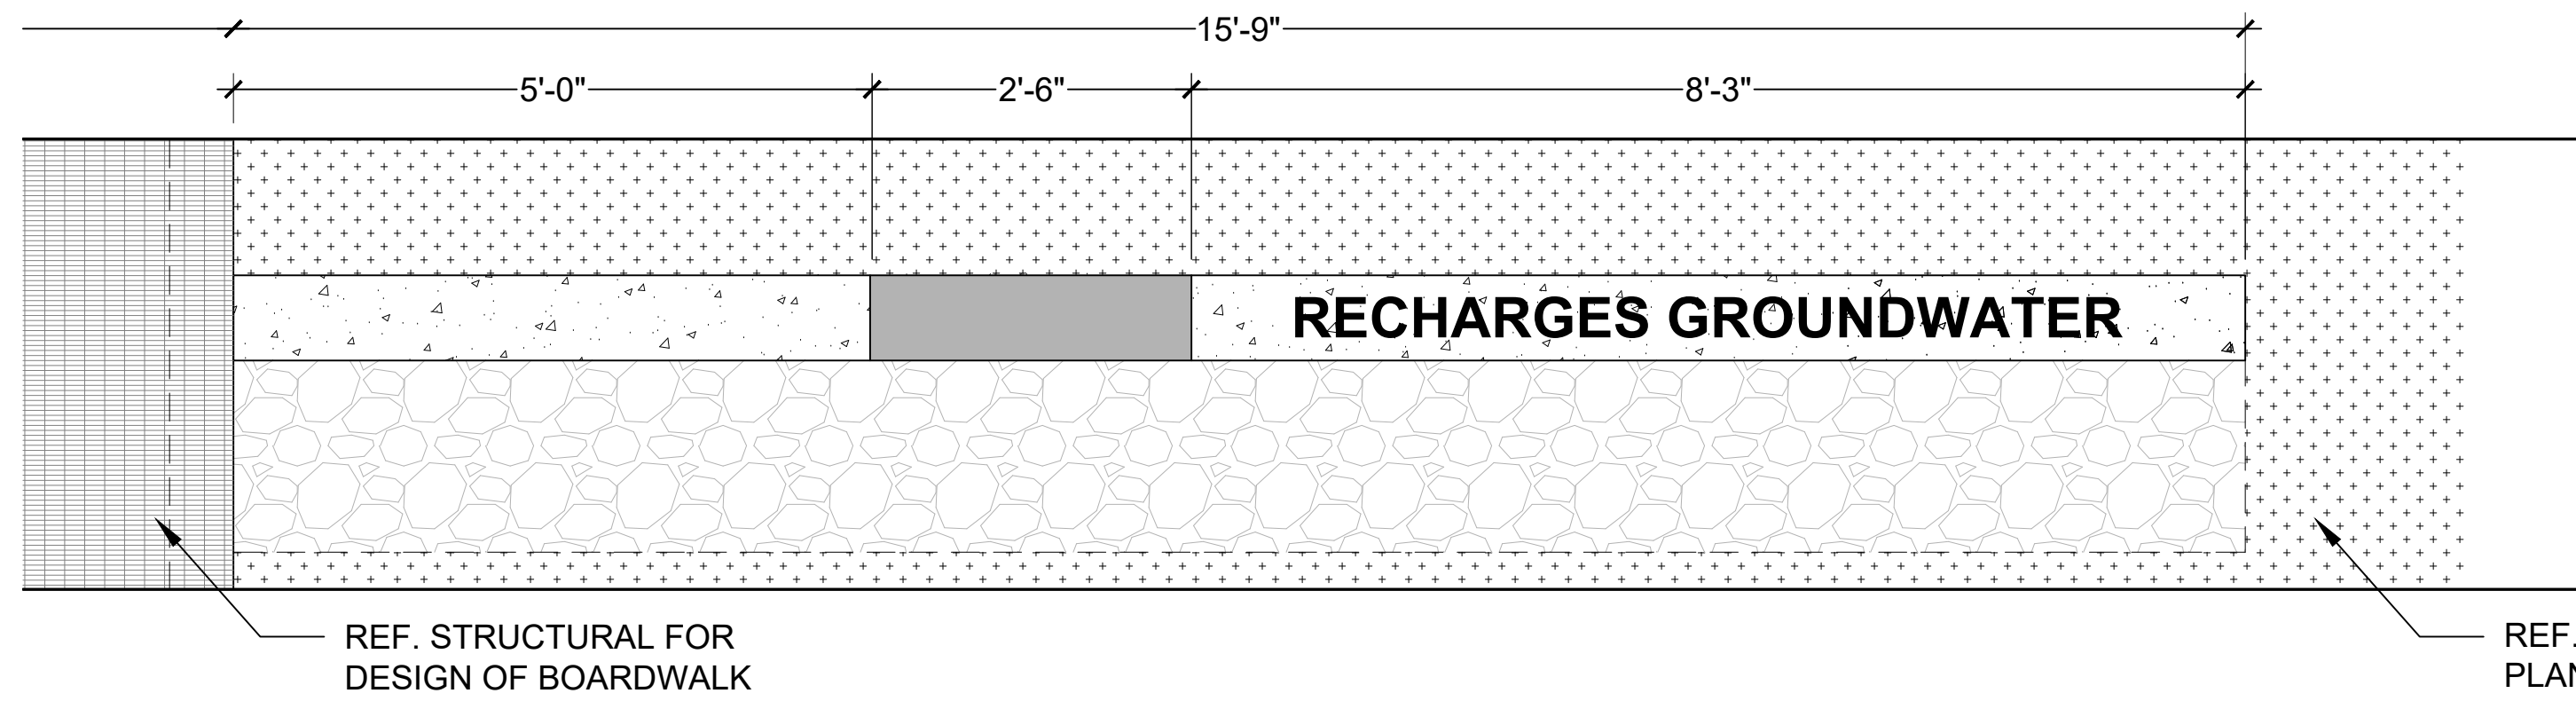 15'-9"
5'-0" 2'-6" 8'-3"
RECHARGES GROUNDWATER
REF. STRUCTURAL FOR
DESIGN OF BOARDWALK
REF.